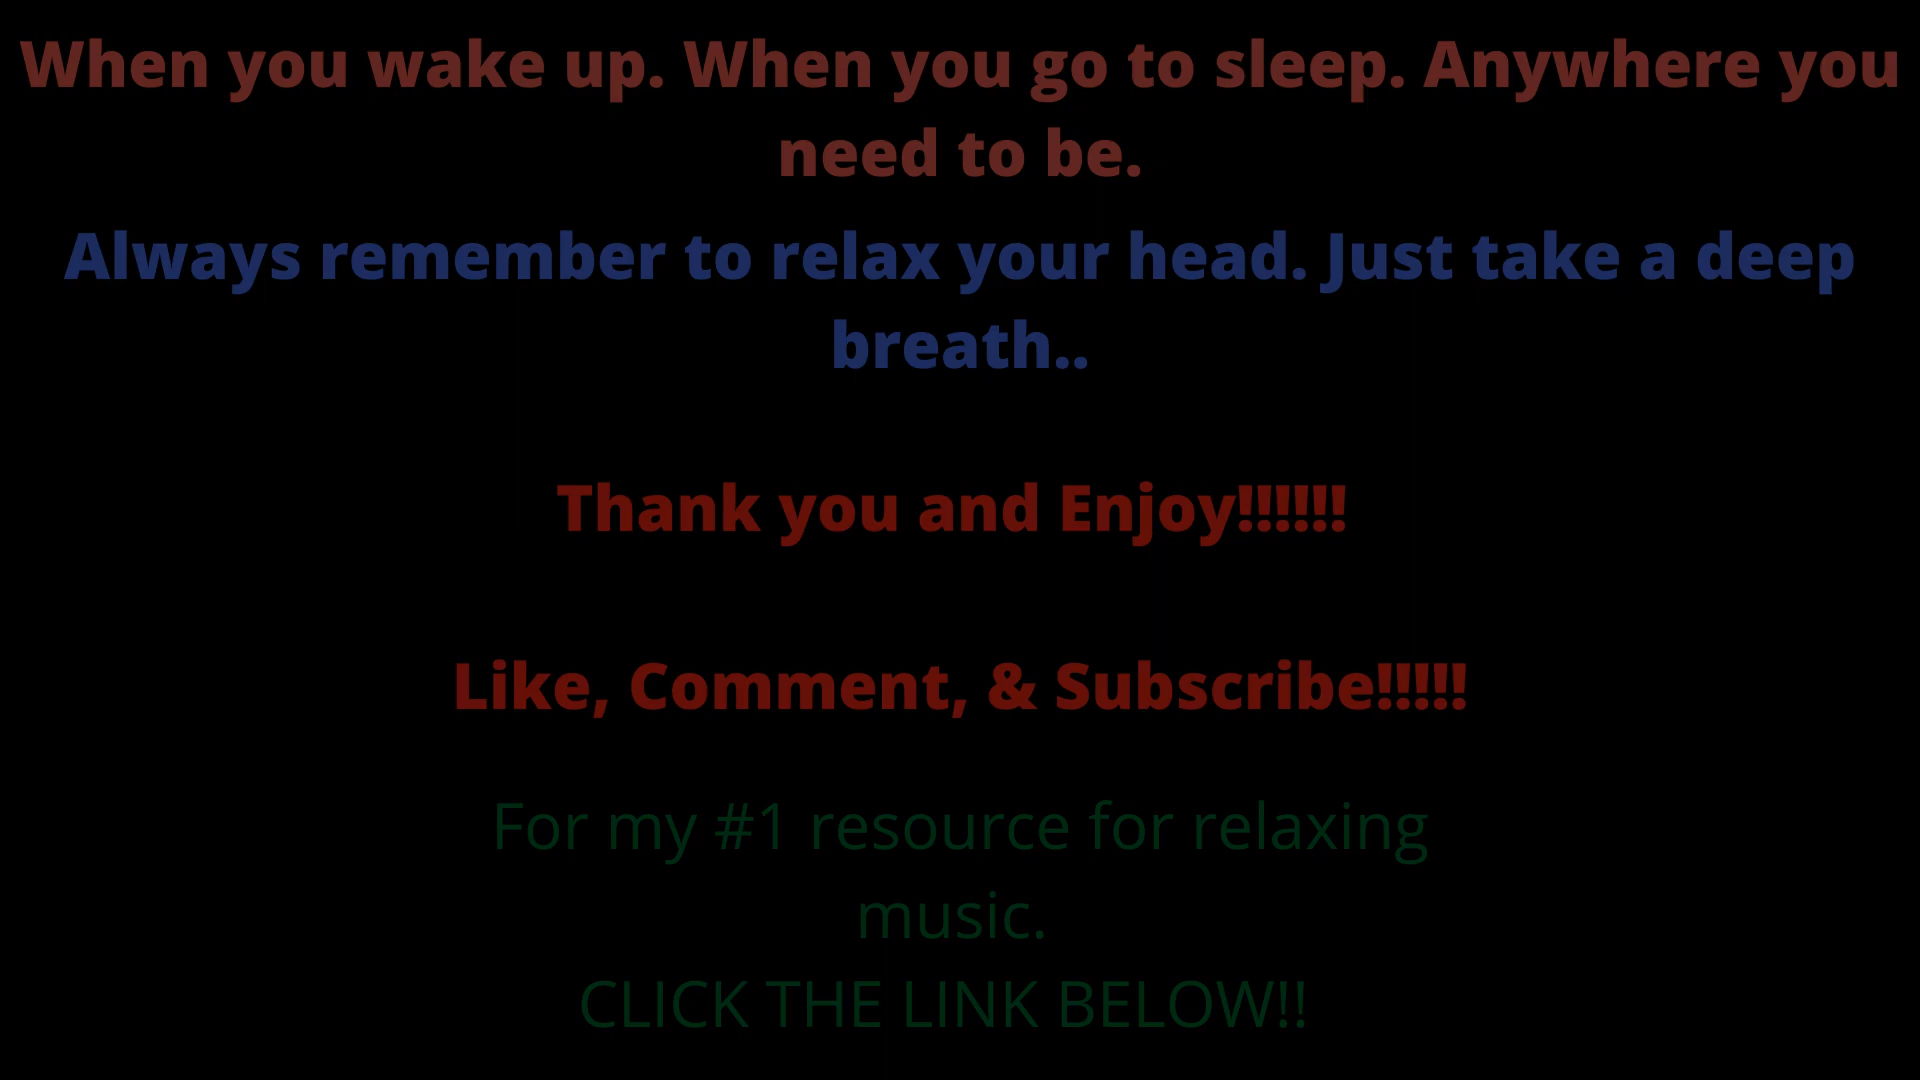 When you wake up. When you go to sleep. Anywhere you
need to be.
Always remember to relax your head. Just take a deep
breath..
Thank you and Enjoy!!!!!!
Like, Comment, & Subscribe!!!!!
For my #1 resource for relaxing
music.
CLICK THE LINK BELOW!!